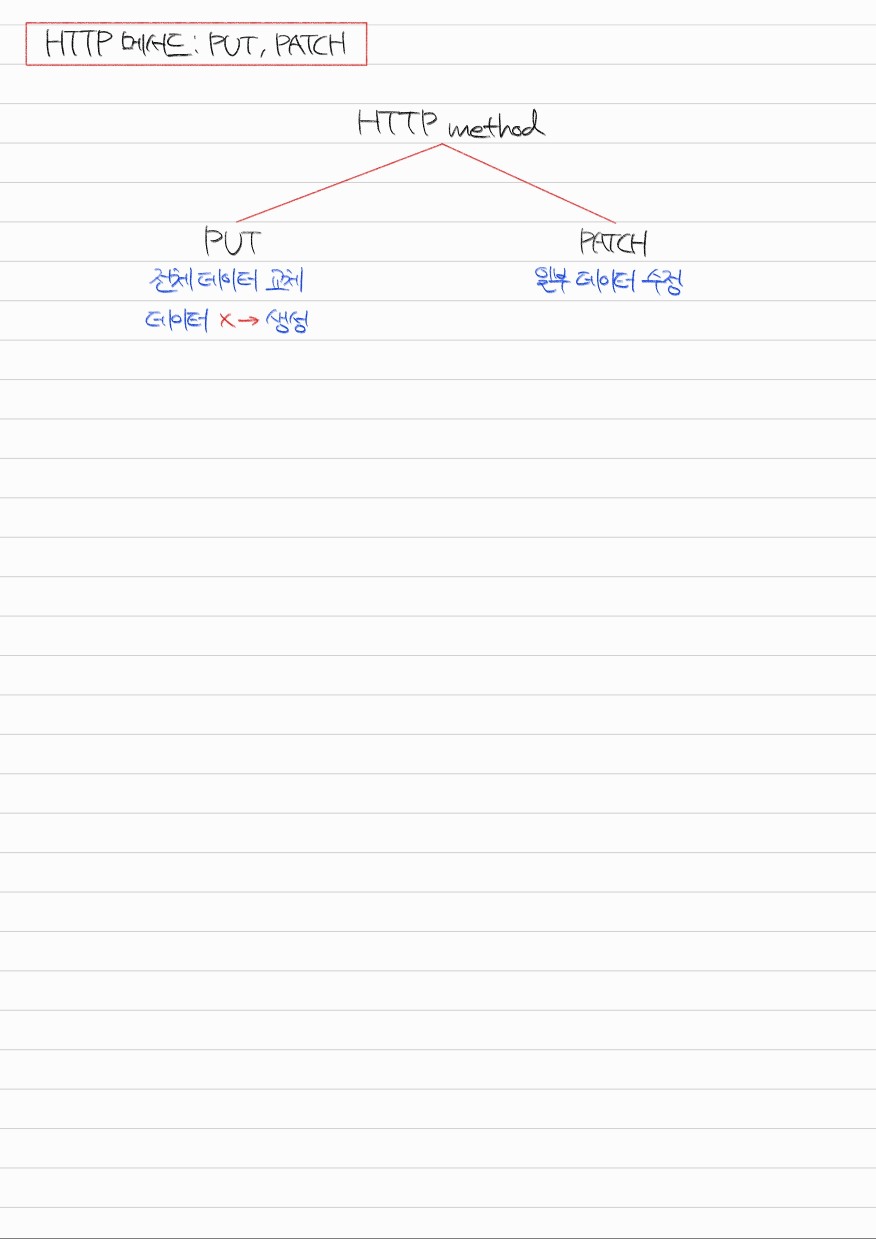 HTTP 메서드: PUT, PATCH
HTTP method
PUT
PATCH
전체 데이터 교체
일부 데이터 수정
데이터 x → 생성